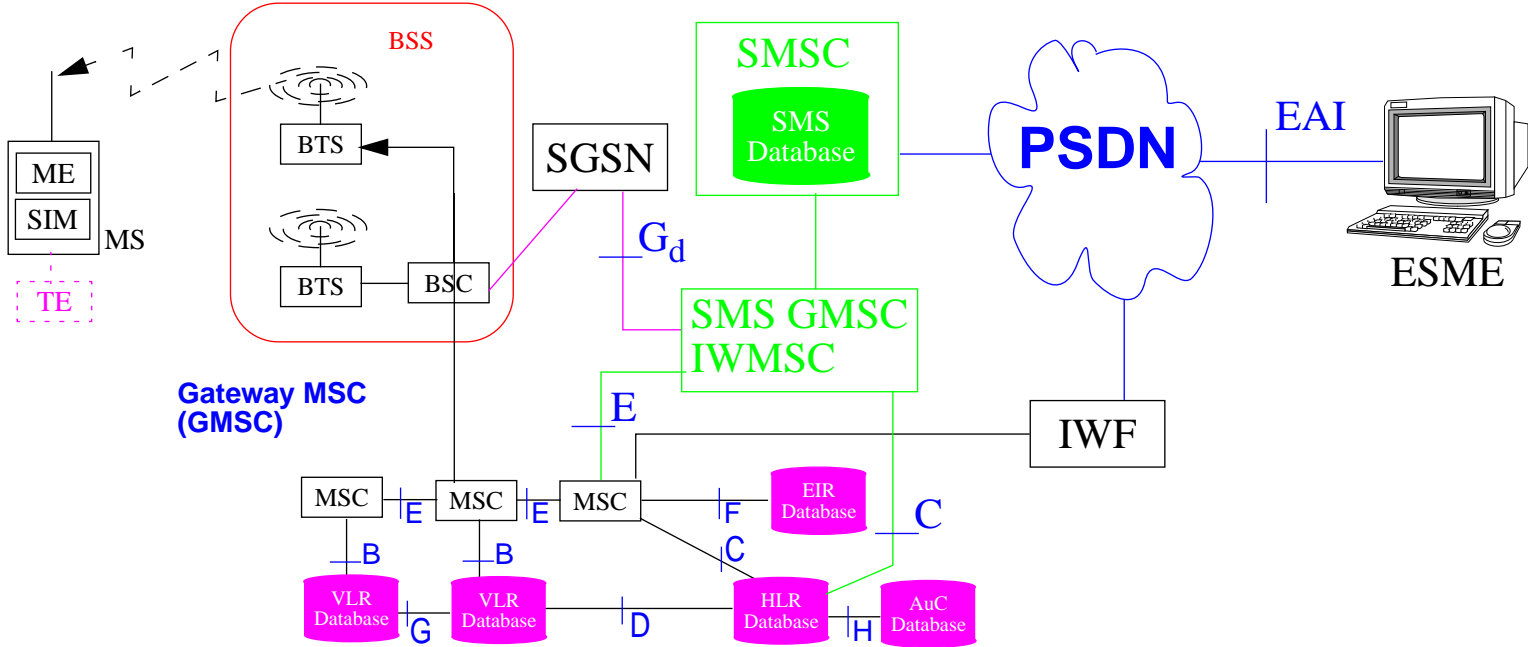 BSS
SMSC
SMS
Database
PSDN
EAI
BTS
SGSN
ME
SIM
MS
TE
BTS
BSC
Gd
ESME
SMS GMSC
IWMSC
Gateway MSC
(GMSC)
E
IWF
MSC
E
MSC
E
MSC
F
EIR
Database
C
B
B
C
VLR
Database
G
VLR
Database
D
HLR
Database
H
AuC
Database